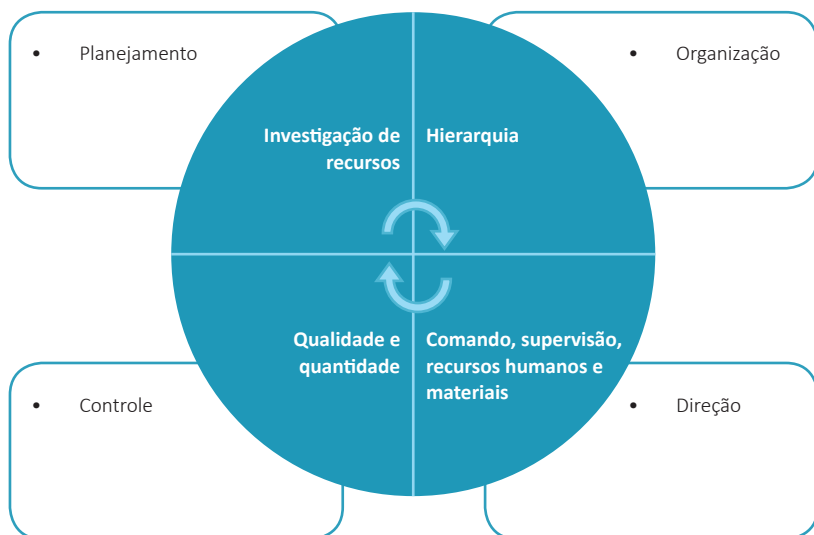 • Planejamento
• Organização
Investigação de
recursos
Hierarquia
Qualidade e
quantidade
Comando, supervisão,
recursos humanos e
materiais
• Controle
• Direção